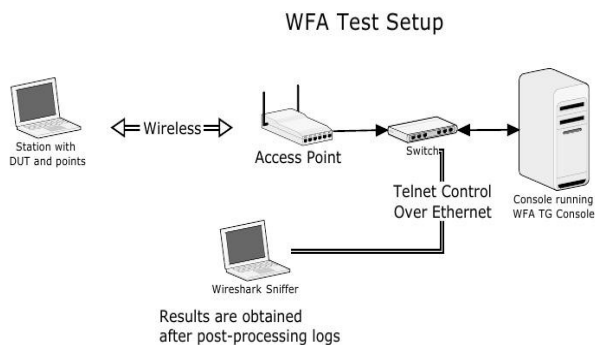 WFA Test Setup
Station with
DUT and points
Wireless
Access Point
Switch
Telnet Control
Over Ethernet
Console running
WFA TG Console
Wireshark Sniffer
Results are obtained
after post-processing logs